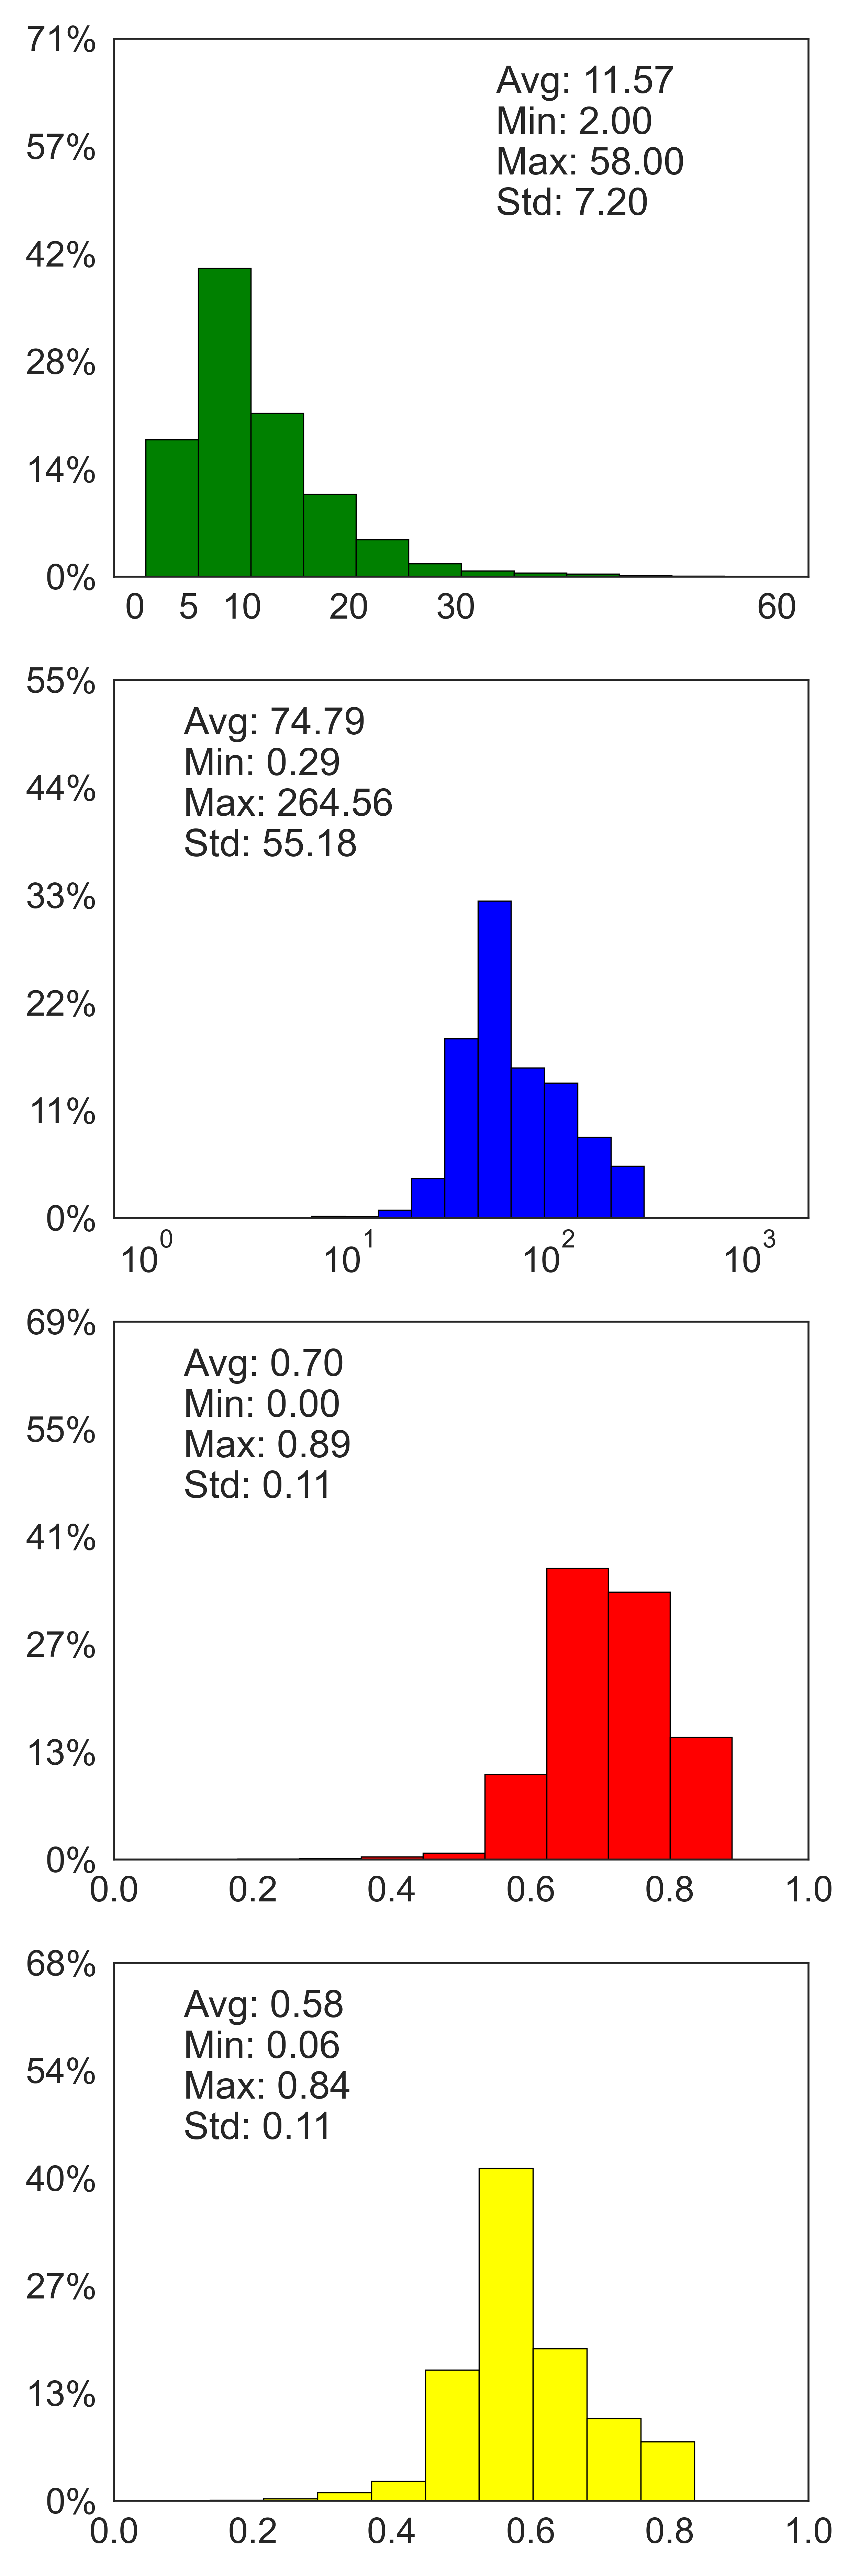 71%
Avg: 11.57
Min: 2.00
57%
Max: 58.00
Std: 7.20
42%
28%
14%
0%
0 5 10 20 30 60
55%
Avg: 74.79
Min: 0.29
44%
Max: 264.56
Std: 55.18
33%
22%
11%
0%
10^0 10^1 10^2 10^3
69%
Avg: 0.70
Min: 0.00
55%
Max: 0.89
Std: 0.11
41%
27%
13%
0%
0.0 0.2 0.4 0.6 0.8 1.0
68%
Avg: 0.58
Min: 0.06
54%
Max: 0.84
Std: 0.11
40%
27%
13%
0%
0.0 0.2 0.4 0.6 0.8 1.0